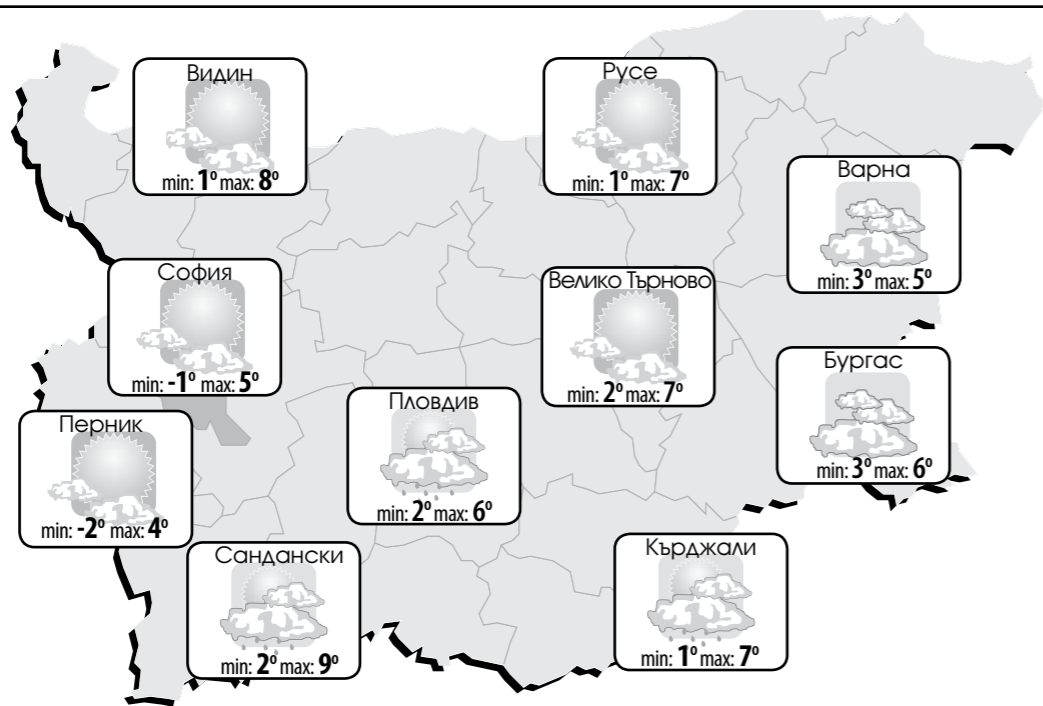 Видин
min: 1° max: 8°
Русе
min: 1° max: 7°
Варна
min: 3° max: 5°
София
min: -1° max: 5°
Велико Търново
min: 2° max: 7°
Бургас
min: 3° max: 6°
Пловдив
min: 2° max: 6°
Перник
min: -2° max: 4°
Сандански
min: 2° max: 9°
Кърджали
min: 1° max: 7°